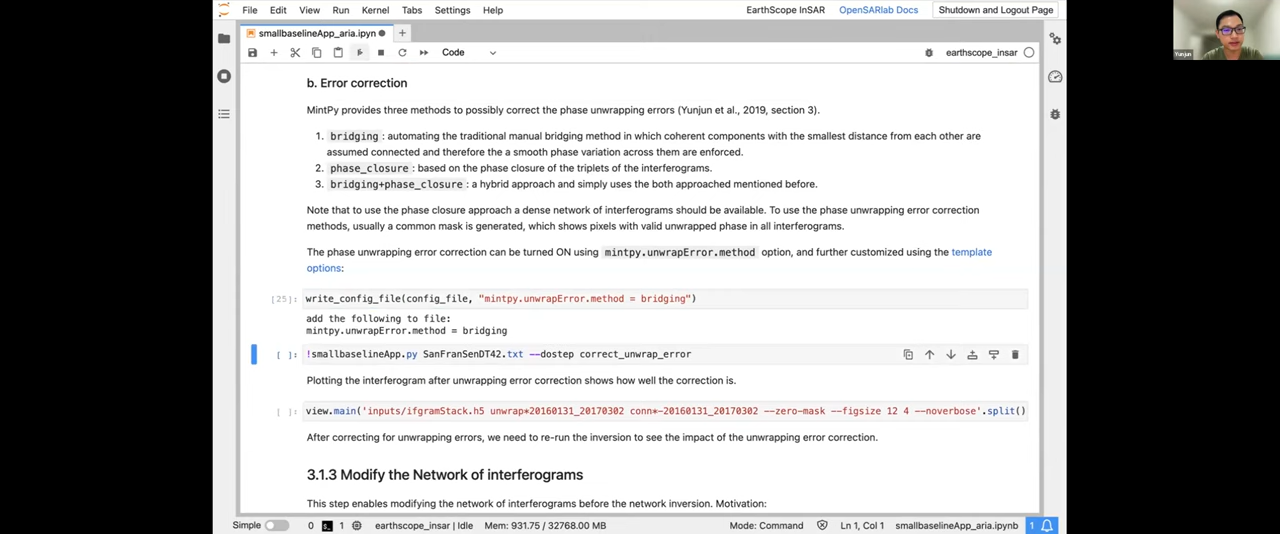 File Edit View Run Kernel Tabs Settings Help EarthScope InSAR OpenSARlab Docs Shutdown and Logout Page
smallbaselineApp_aria.ipyn
Code earthscope_insar
Yunjun
b. Error correction
MintPy provides three methods to possibly correct the phase unwrapping errors (Yunjun et al., 2019, section 3).
1. bridging : automating the traditional manual bridging method in which coherent components with the smallest distance from each other are
assumed connected and therefore the a smooth phase variation across them are enforced.
2. phase_closure : based on the phase closure of the triplets of the interferograms.
3. bridging+phase_closure : a hybrid approach and simply uses the both approached mentioned before.
Note that to use the phase closure approach a dense network of interferograms should be available. To use the phase unwrapping error correction
methods, usually a common mask is generated, which shows pixels with valid unwrapped phase in all interferograms.
The phase unwrapping error correction can be turned ON using mintpy.unwrapError.method option, and further customized using the template
options:
[25]: write_config_file(config_file, "mintpy.unwrapError.method = bridging")
add the following to file:
mintpy.unwrapError.method = bridging
[ ]: !smallbaselineApp.py SanFranSenDT42.txt --dostep correct_unwrap_error
Plotting the interferogram after unwrapping error correction shows how well the correction is.
[ ]: view.main('inputs/ifgramStack.h5 unwrap*20160131_20170302 conn*-20160131_20170302 --zero-mask --figsize 12 4 --noverbose'.split()
After correcting for unwrapping errors, we need to re-run the inversion to see the impact of the unwrapping error correction.
3.1.3 Modify the Network of interferograms
This step enables modifying the network of interferograms before the network inversion. Motivation:
Simple 0 1 earthscope_insar | Idle Mem: 931.75 / 32768.00 MB Mode: Command Ln 1, Col 1 smallbaselineApp_aria.ipynb 1